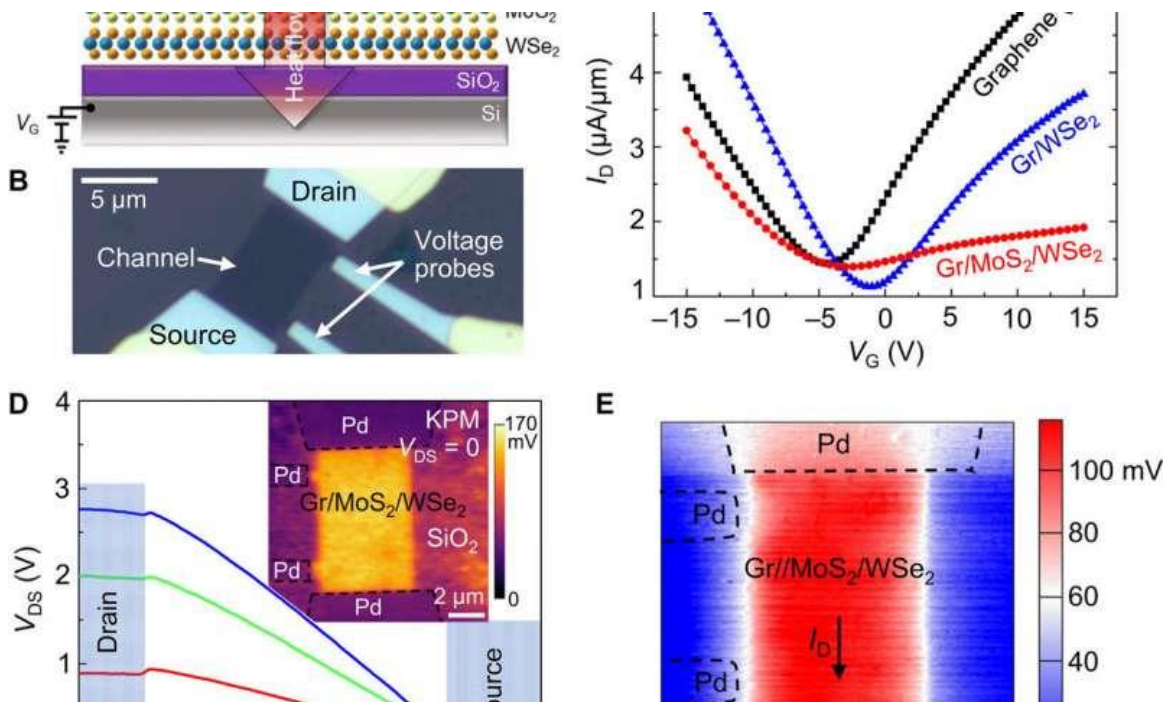 MoS2
WSe2
Heat flow
SiO2
Si
VG
B
5 μm
Drain
Channel
Voltage
probes
Source
ID (μA/μm)
4
3
2
1
Graphene
Gr/WSe2
Gr/MoS2/WSe2
−15 −10 −5 0 5 10 15
VG (V)
D
VDS (V)
4
3
2
1
Drain
Pd
KPM
VDS = 0
170
mV
0
Pd
Gr/MoS2/WSe2
SiO2
Pd
Pd
2 μm
E
Pd
Pd
Gr//MoS2/WSe2
ID
Pd
100 mV
80
60
40